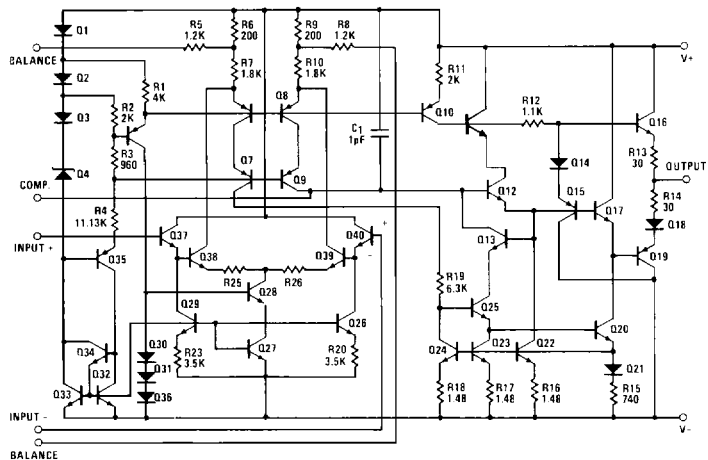 Q1
R5
1.2K
R6
200
R9
200
R8
1.2K
V+
BALANCE
Q2
R1
4K
R7
1.8K
R10
1.8K
R11
2K
Q3
R2
2K
Q8
C1
1pF
Q10
R12
1.1K
Q16
R3
960
R13
30
OUTPUT
Q4
Q7
Q9
Q14
COMP.
Q12
Q15
Q17
R14
30
Q18
R4
11.13K
INPUT +
Q37
Q38
Q39
Q40
+
-
Q13
Q19
Q35
R25
R26
R19
6.3K
Q28
Q25
Q29
Q26
Q20
Q34
Q32
Q33
Q30
Q31
Q36
R23
3.5K
Q27
R20
3.5K
Q24
Q23
Q22
Q21
R18
1.48
R17
1.48
R16
1.48
R15
740
INPUT -
V-
BALANCE